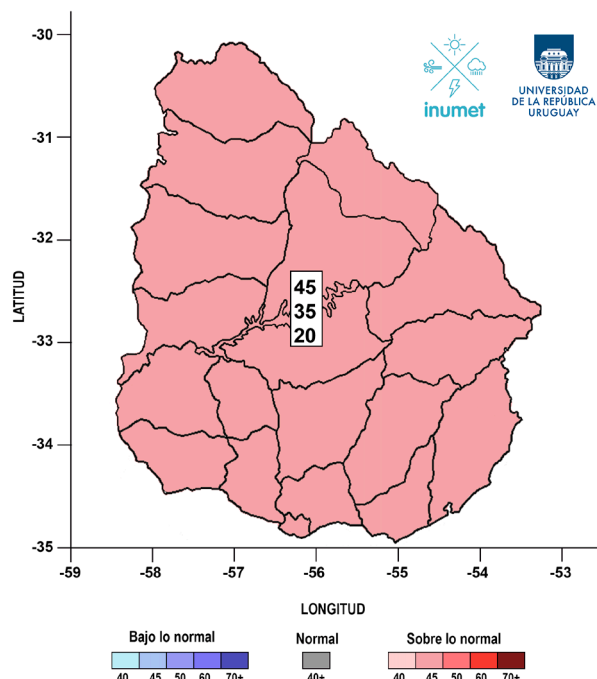 -30
-31
-32
-33
-34
-35
LATITUD
inumet
UNIVERSIDAD
DE LA REPÚBLICA
URUGUAY
45
35
20
-59 -58 -57 -56 -55 -54 -53
LONGITUD
Bajo lo normal Normal Sobre lo normal
40 45 50 60 70+ 40+ 40 45 50 60 70+